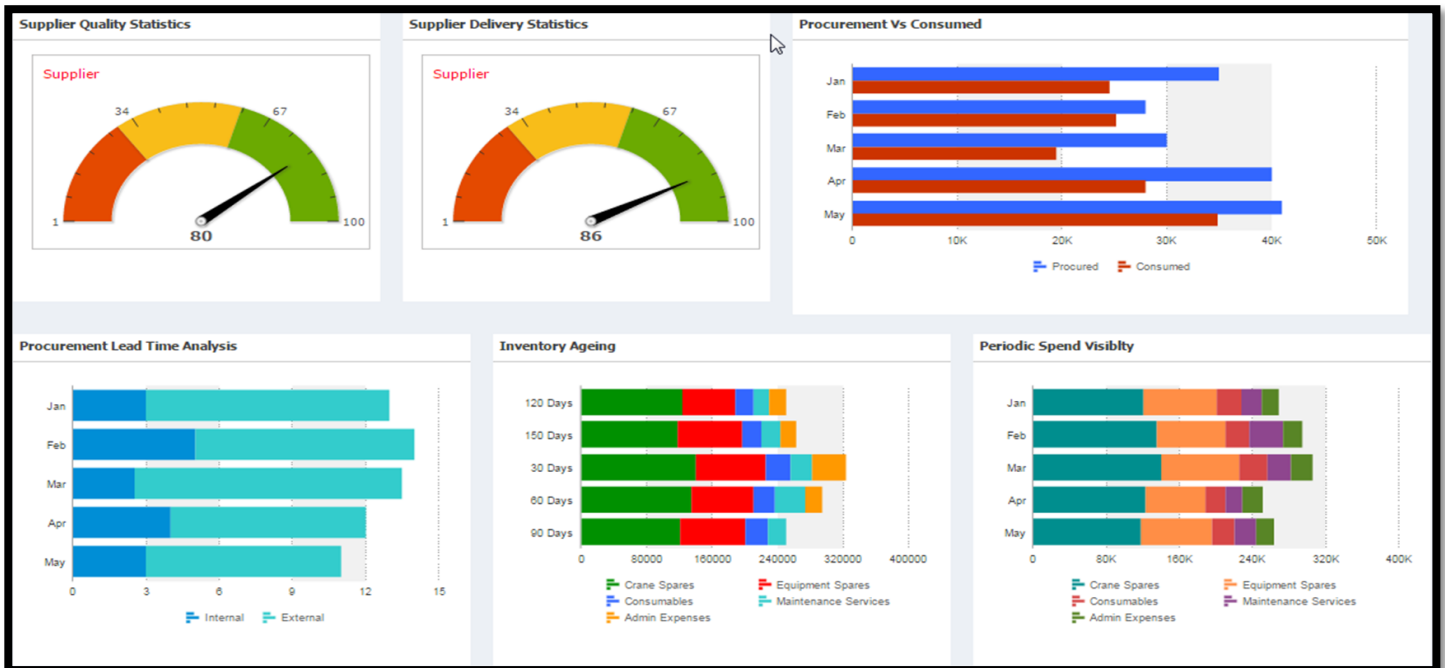 Supplier Quality Statistics
Supplier
34
67
1
100
80
Supplier Delivery Statistics
Supplier
34
67
1
100
86
Procurement Vs Consumed
Jan
Feb
Mar
Apr
May
0 10K 20K 30K 40K 50K
Procured Consumed
Procurement Lead Time Analysis
Jan
Feb
Mar
Apr
May
0 3 6 9 12 15
Internal External
Inventory Ageing
120 Days
150 Days
30 Days
60 Days
90 Days
0 80000 160000 240000 320000 400000
Crane Spares Equipment Spares
Consumables Maintenance Services
Admin Expenses
Periodic Spend Visiblty
Jan
Feb
Mar
Apr
May
0 80K 160K 240K 320K 400K
Crane Spares Equipment Spares
Consumables Maintenance Services
Admin Expenses